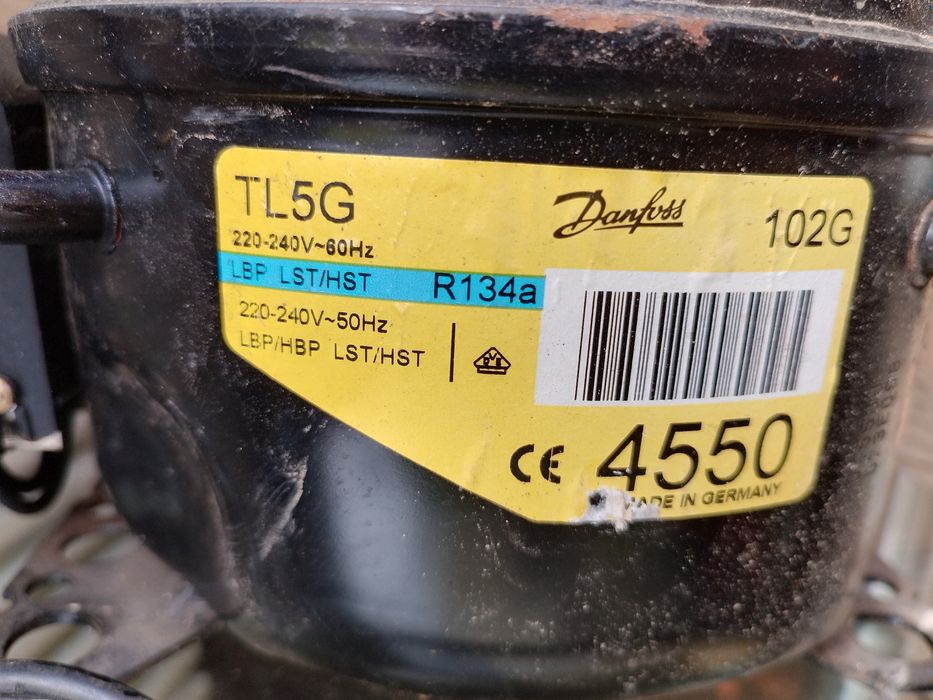 TL5G
Danfoss
102G
220-240V~60Hz
LBP LST/HST
R134a
220-240V~50Hz
LBP/HBP LST/HST
DVE
CE
4550
MADE IN GERMANY